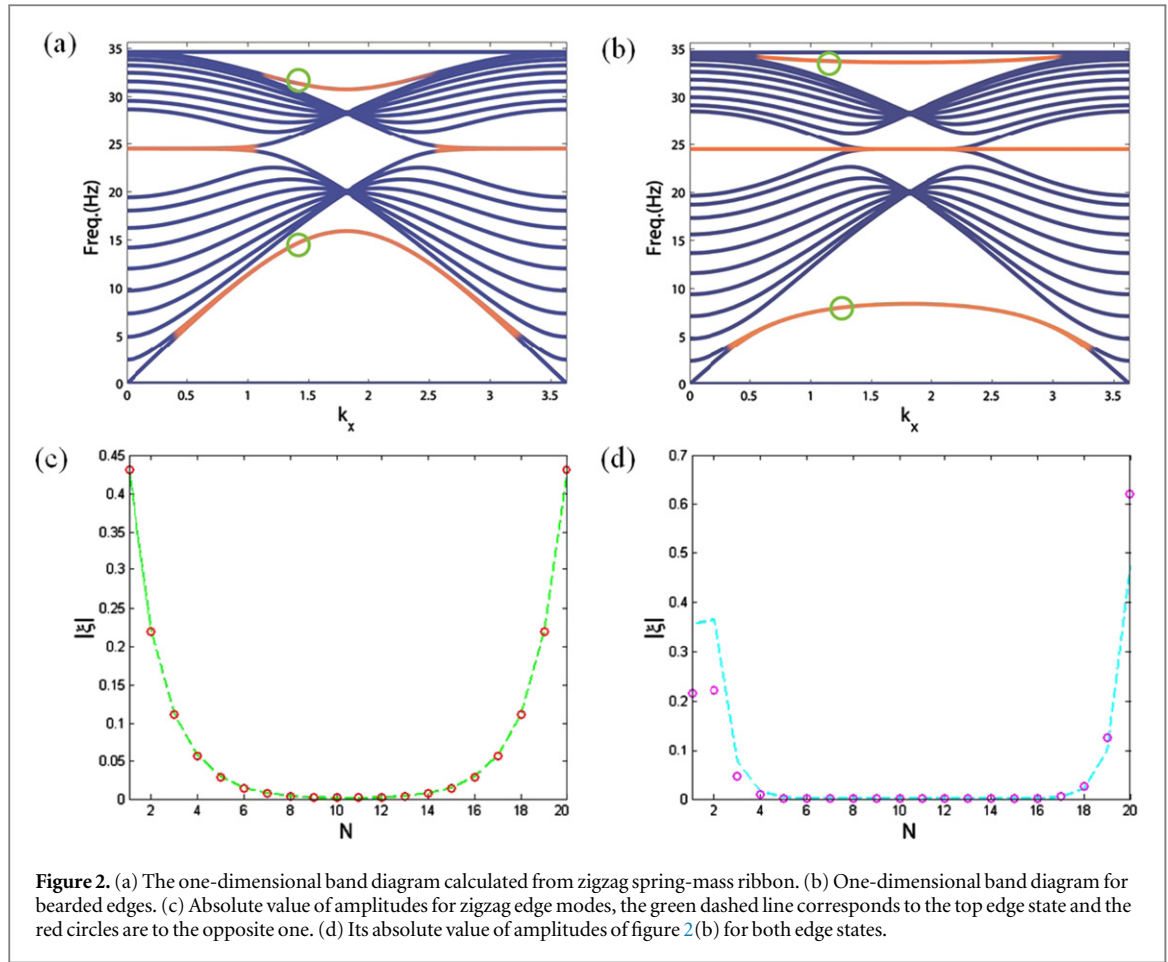 (a)
35
30
25
20
15
10
5
0
Freq.(Hz)
0 0.5 1 1.5 2 2.5 3 3.5
kx
(b)
35
30
25
20
15
10
5
0
Freq.(Hz)
0 0.5 1 1.5 2 2.5 3 3.5
kx
(c)
0.45
0.4
0.35
0.3
0.25
0.2
0.15
0.1
0.05
0
|ξ|
2 4 6 8 10 12 14 16 18 20
N
(d)
0.7
0.6
0.5
0.4
0.3
0.2
0.1
0
|ξ|
2 4 6 8 10 12 14 16 18 20
N
Figure 2. (a) The one-dimensional band diagram calculated from zigzag spring-mass ribbon. (b) One-dimensional band diagram for
bearded edges. (c) Absolute value of amplitudes for zigzag edge modes, the green dashed line corresponds to the top edge state and the
red circles are to the opposite one. (d) Its absolute value of amplitudes of figure 2(b) for both edge states.